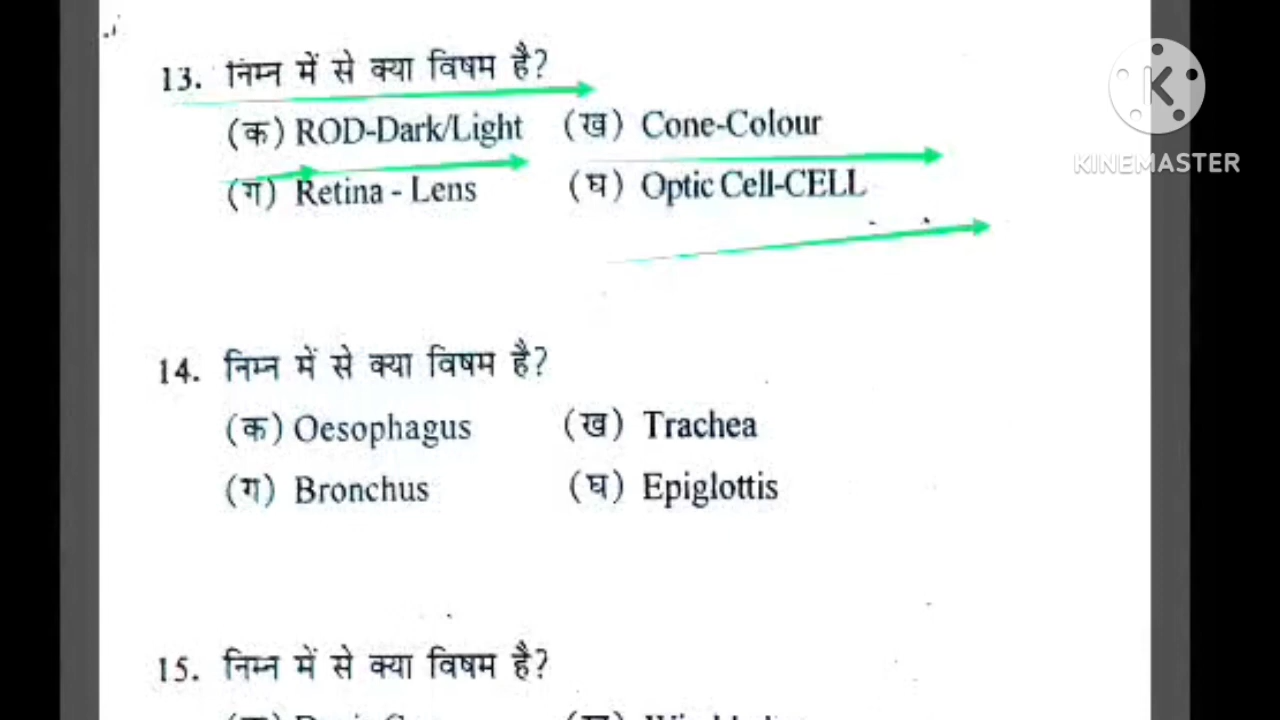 13. निम्न में से क्या विषम है?
(क) ROD-Dark/Light (ख) Cone-Colour
(ग) Retina - Lens (घ) Optic Cell-CELL
KINEMASTER
14. निम्न में से क्या विषम है?
(क) Oesophagus (ख) Trachea
(ग) Bronchus (घ) Epiglottis
15. निम्न में से क्या विषम है?